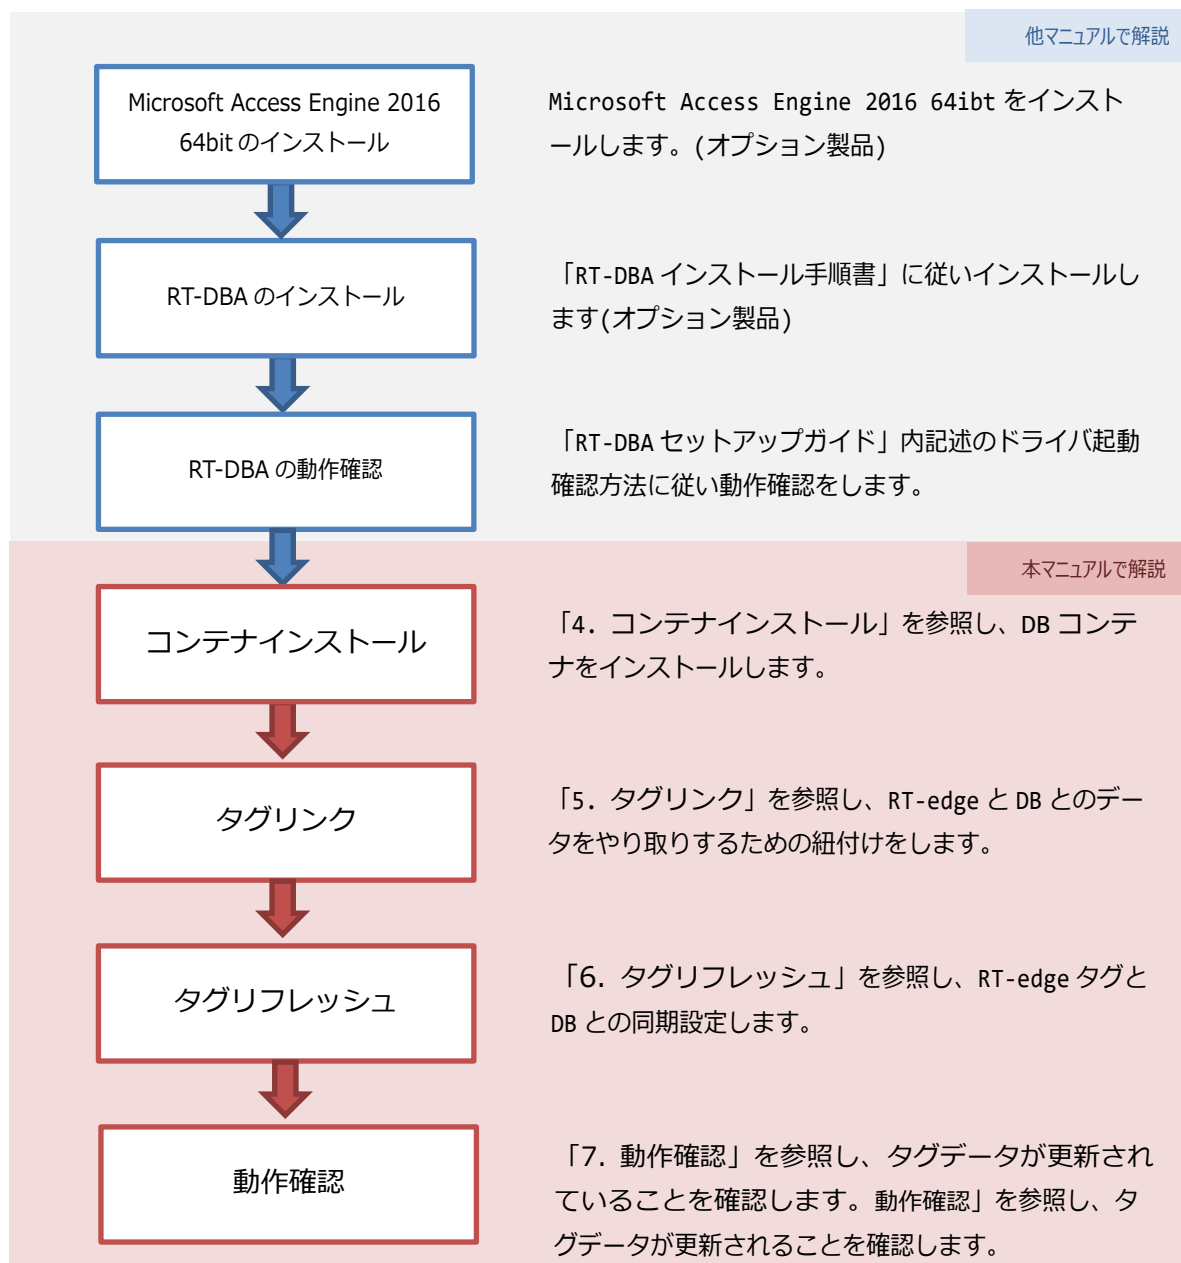 他マニュアルで解説
Microsoft Access Engine 2016
64bit のインストール
Microsoft Access Engine 2016 64ibt をインスト
ールします。(オプション製品)
RT-DBA のインストール
「RT-DBA インストール手順書」に従いインストールし
ます(オプション製品)
RT-DBA の動作確認
「RT-DBA セットアップガイド」内記述のドライバ起動
確認方法に従い動作確認をします。
本マニュアルで解説
コンテナインストール
「4. コンテナインストール」を参照し、DB コンテ
ナをインストールします。
タグリンク
「5. タグリンク」を参照し、RT-edge と DB とのデー
タをやり取りするための紐付けをします。
タグリフレッシュ
「6. タグリフレッシュ」を参照し、RT-edge タグと
DB との同期設定します。
動作確認
「7. 動作確認」を参照し、タグデータが更新され
ていることを確認します。動作確認」を参照し、タ
グデータが更新されることを確認します。